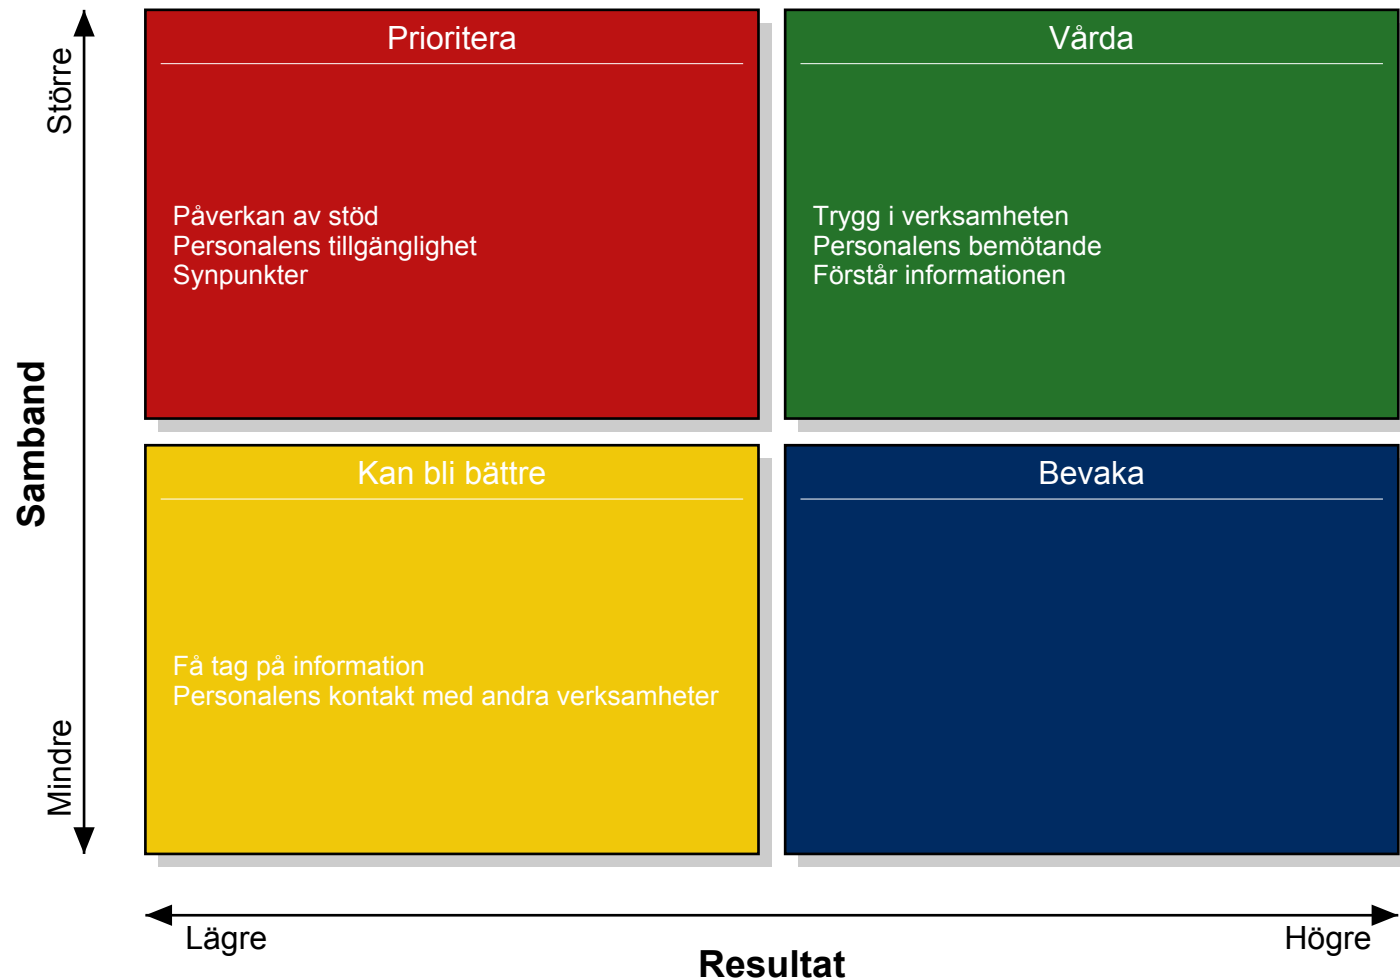 Större
Samband
Mindre
Prioritera
Påverkan av stöd
Personalens tillgänglighet
Synpunkter
Vårda
Trygg i verksamheten
Personalens bemötande
Förstår informationen
Kan bli bättre
Få tag på information
Personalens kontakt med andra verksamheter
Bevaka
Lägre
Högre
Resultat